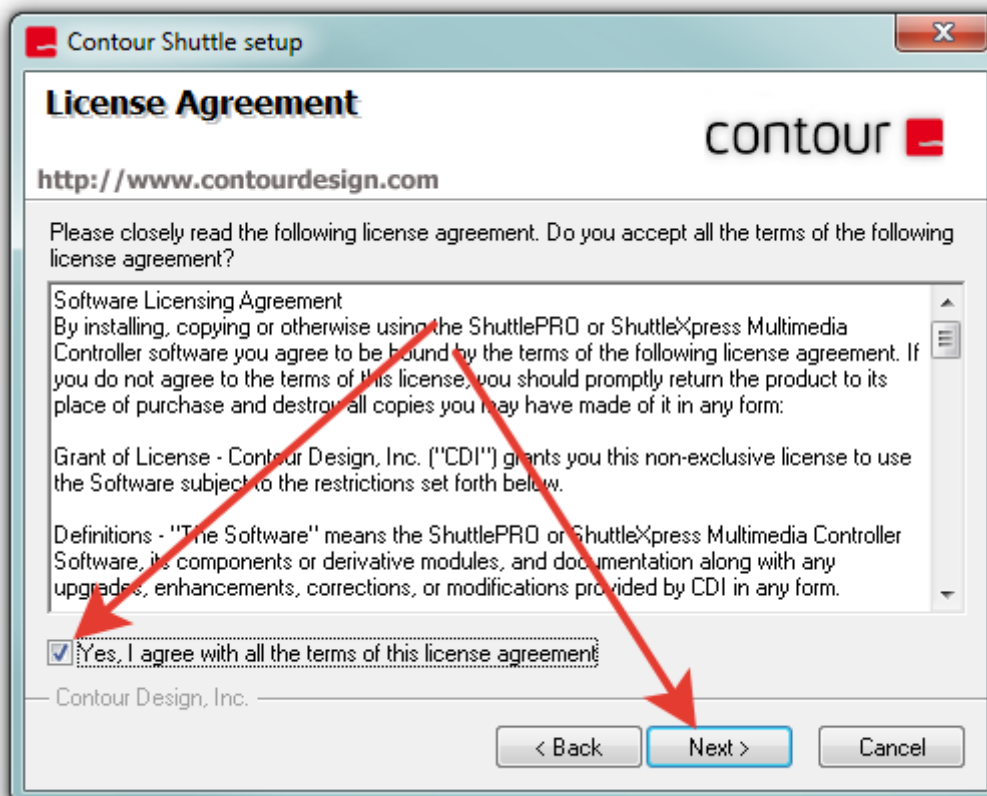 Contour Shuttle setup
License Agreement
contour
http://www.contourdesign.com
Please closely read the following license agreement. Do you accept all the terms of the following
license agreement?
Software Licensing Agreement
By installing, copying or otherwise using the ShuttlePRO or ShuttleXpress Multimedia
Controller software you agree to be bound by the terms of the following license agreement. If
you do not agree to the terms of this license, you should promptly return the product to its
place of purchase and destroy all copies you may have made of it in any form:
Grant of License - Contour Design, Inc. ("CDI") grants you this non-exclusive license to use
the Software subject to the restrictions set forth below.
Definitions - "The Software" means the ShuttlePRO or ShuttleXpress Multimedia Controller
Software, its components or derivative modules, and documentation along with any
upgrades, enhancements, corrections, or modifications provided by CDI in any form.
Yes, I agree with all the terms of this license agreement
Contour Design, Inc.
< Back
Next >
Cancel